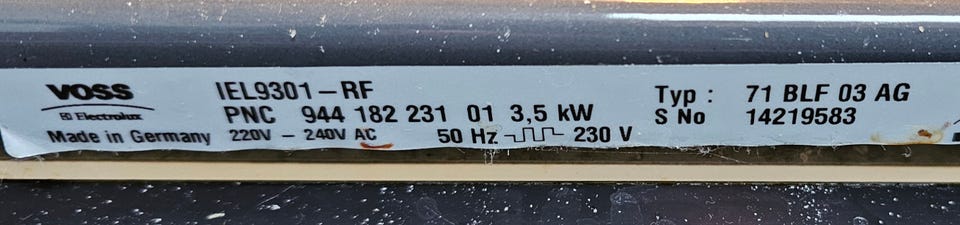 VOSS
Electrolux
Made in Germany
IEL9301-RF
PNC 944 182 231 01 3,5 kW
220V - 240V AC 50 Hz 230 V
Typ : 71 BLF 03 AG
S No 14219583